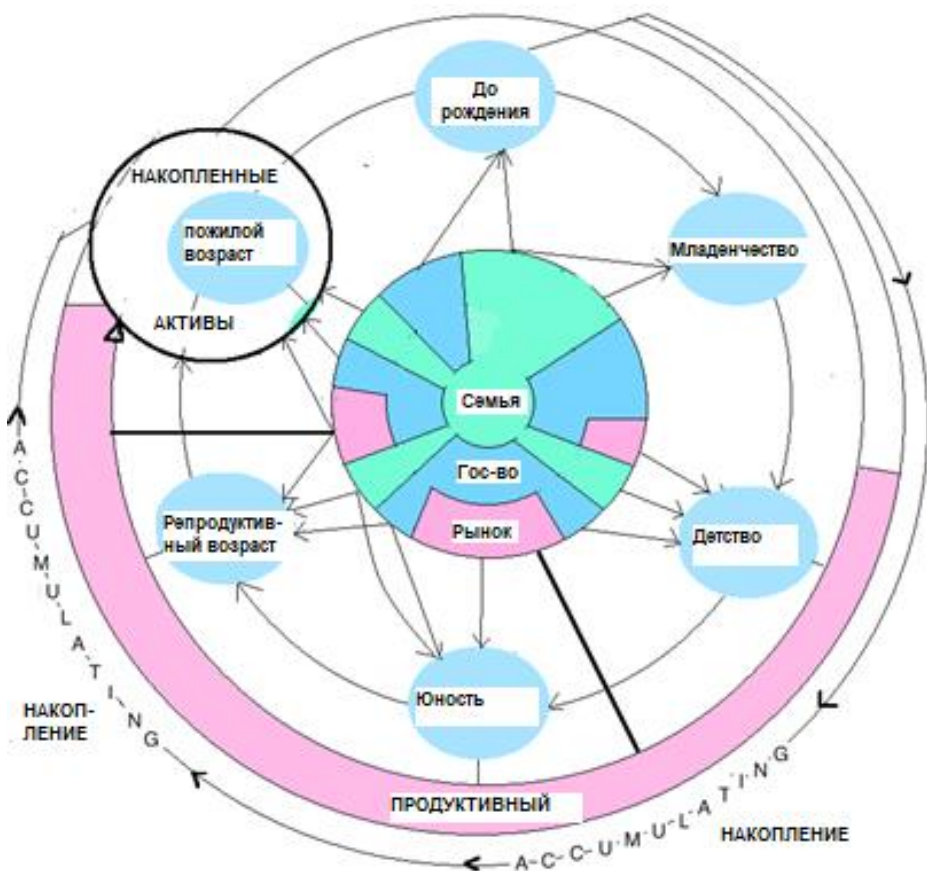 До
рождения
НАКОПЛЕННЫЕ
пожилой
возраст
АКТИВЫ
Младенчество
Семья
Гос-во
Рынок
Репродуктив-
ный возраст
Детство
Юность
НАКОП-
ЛЕНИЕ
ПРОДУКТИВНЫЙ
НАКОПЛЕНИЕ
A-C-C-U-M-U-L-A-T-I-N-G
A-C-C-U-M-U-L-A-T-I-N-G